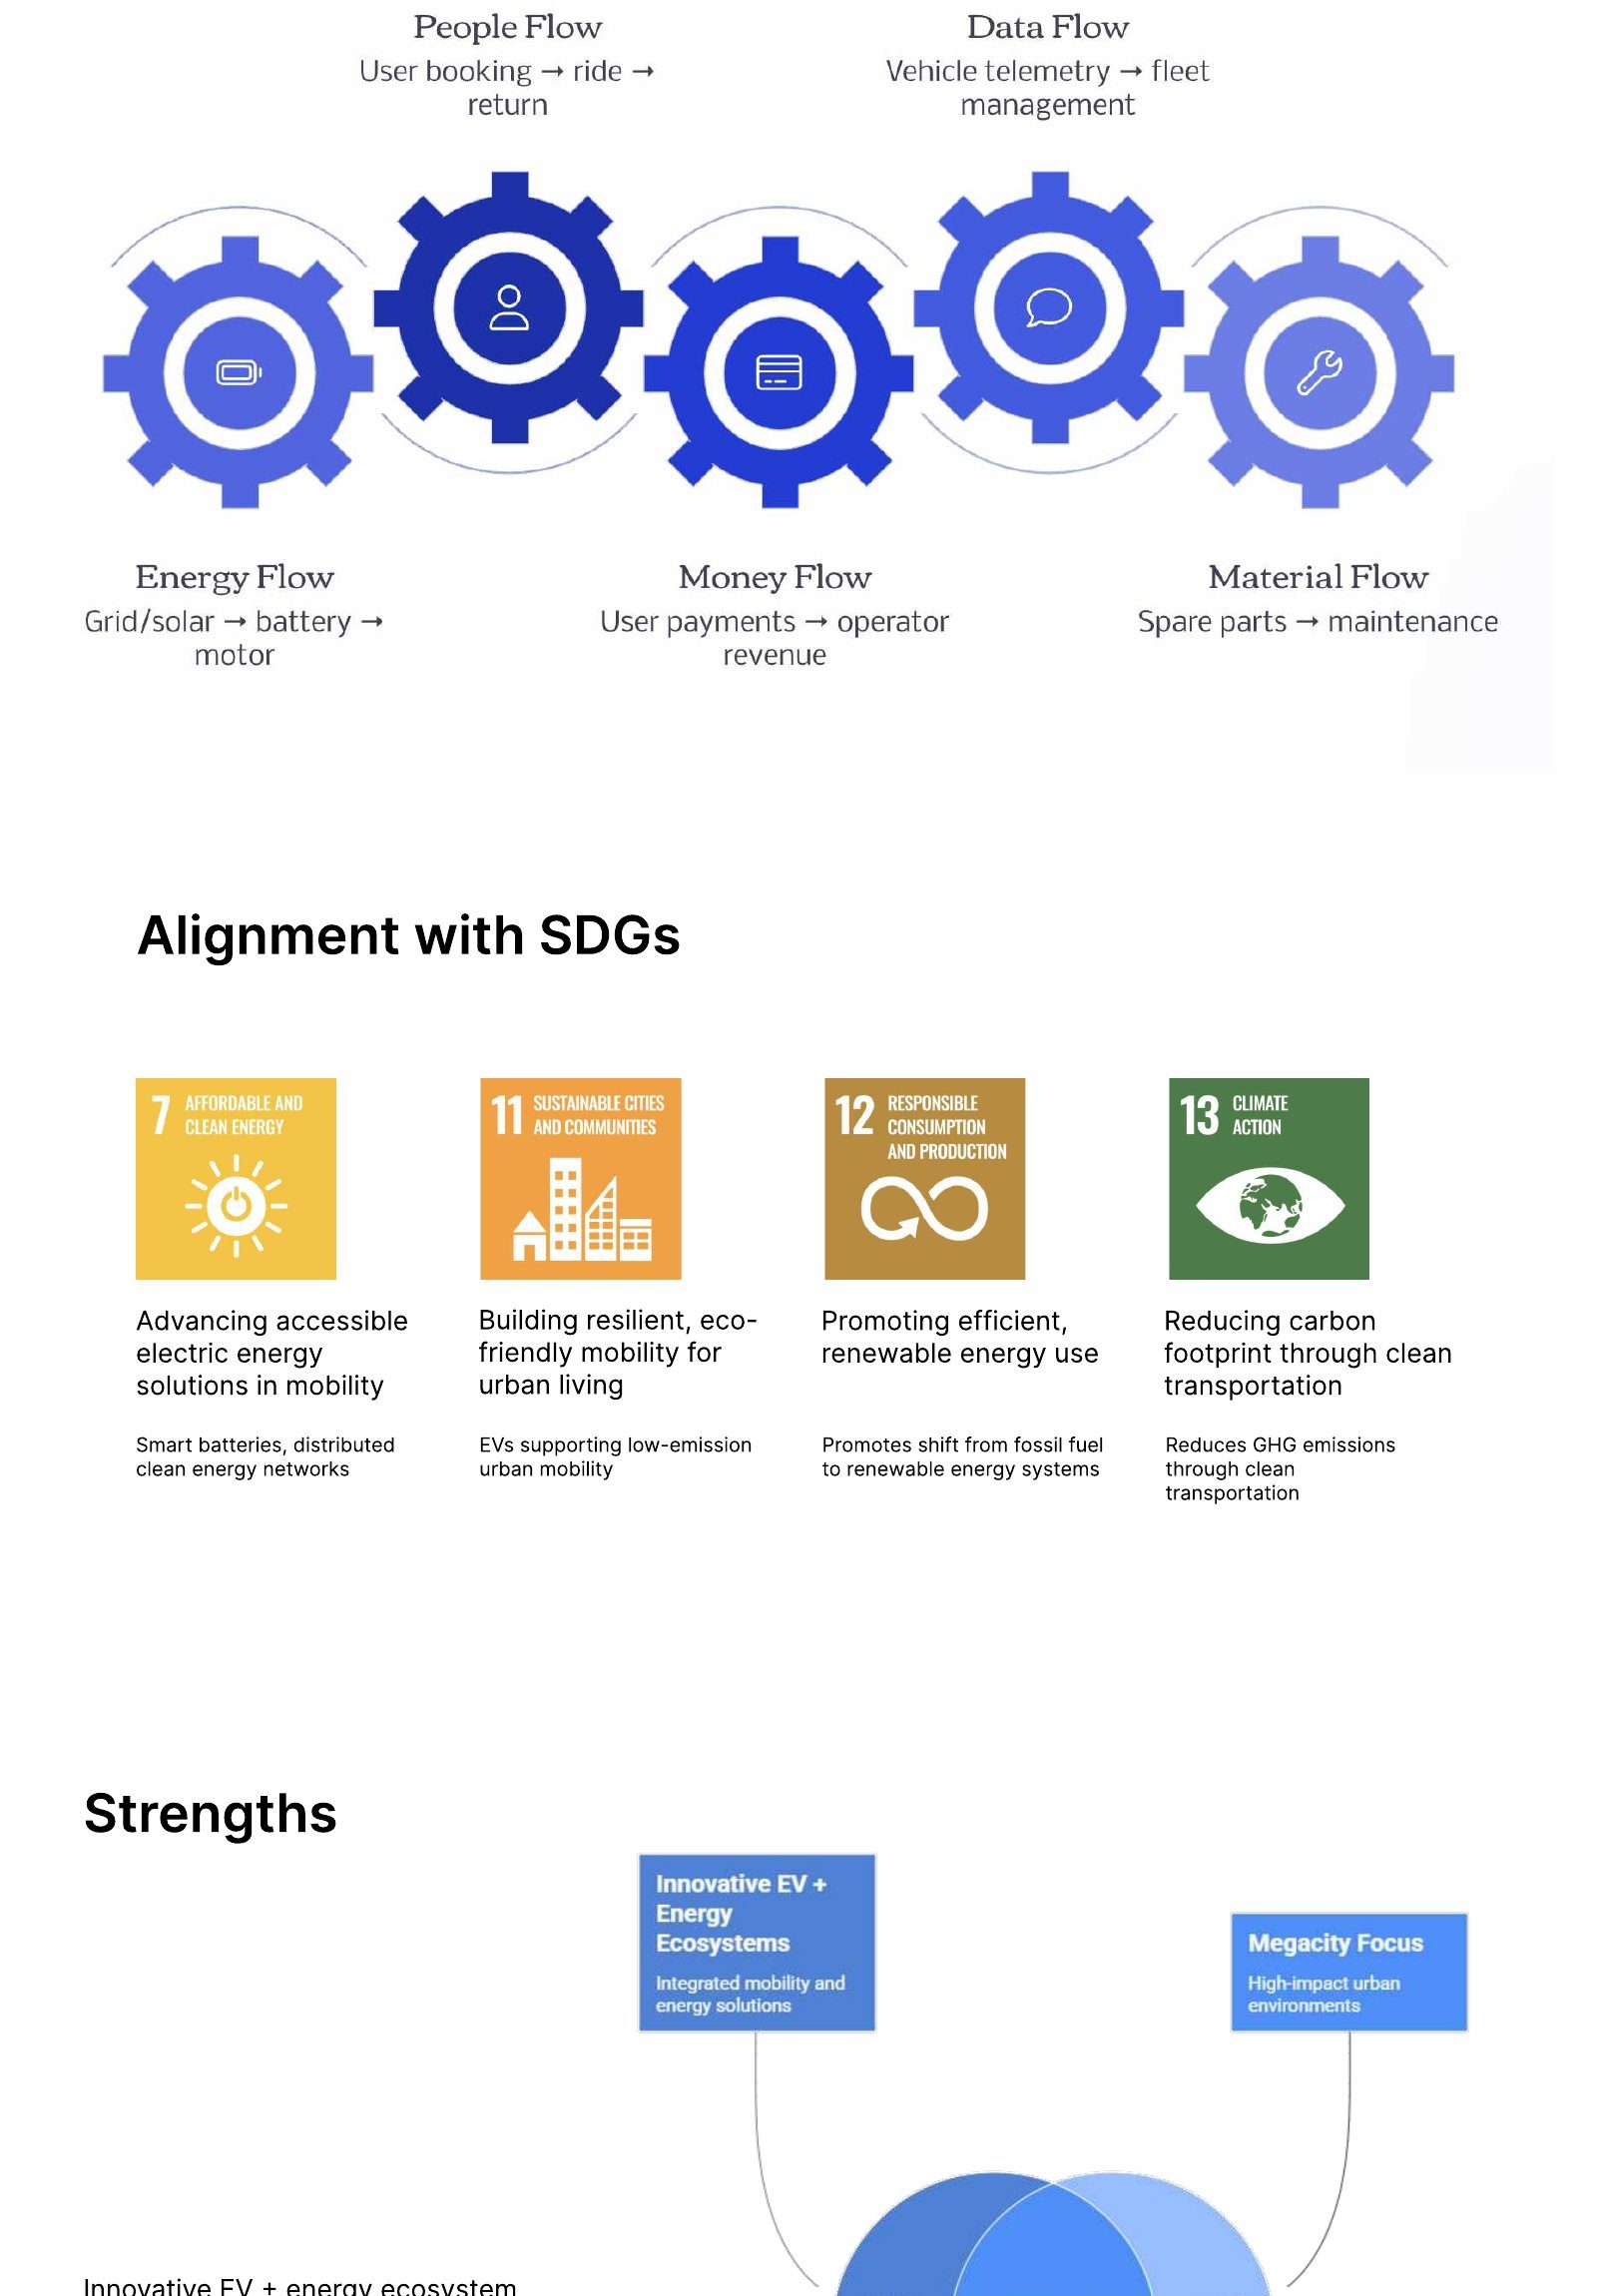 People Flow
User booking → ride →
return
Data Flow
Vehicle telemetry → fleet
management
Energy Flow
Grid/solar → battery →
motor
Money Flow
User payments → operator
revenue
Material Flow
Spare parts → maintenance
Alignment with SDGs
7 AFFORDABLE AND
CLEAN ENERGY
11 SUSTAINABLE CITIES
AND COMMUNITIES
12 RESPONSIBLE
CONSUMPTION
AND PRODUCTION
13 CLIMATE
ACTION
Advancing accessible
electric energy
solutions in mobility
Building resilient, eco-
friendly mobility for
urban living
Promoting efficient,
renewable energy use
Reducing carbon
footprint through clean
transportation
Smart batteries, distributed
clean energy networks
EVs supporting low-emission
urban mobility
Promotes shift from fossil fuel
to renewable energy systems
Reduces GHG emissions
through clean
transportation
Strengths
Innovative EV +
Energy
Ecosystems
Integrated mobility and
energy solutions
Megacity Focus
High-impact urban
environments
Innovative EV + energy ecosystem